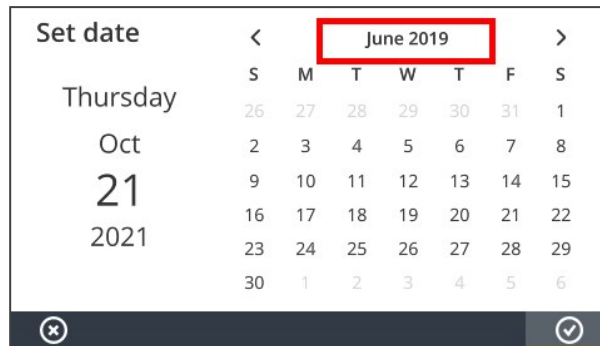 Set date
Thursday
Oct
21
2021
June 2019
S M T W T F S
26 27 28 29 30 31 1
2 3 4 5 6 7 8
9 10 11 12 13 14 15
16 17 18 19 20 21 22
23 24 25 26 27 28 29
30 1 2 3 4 5 6